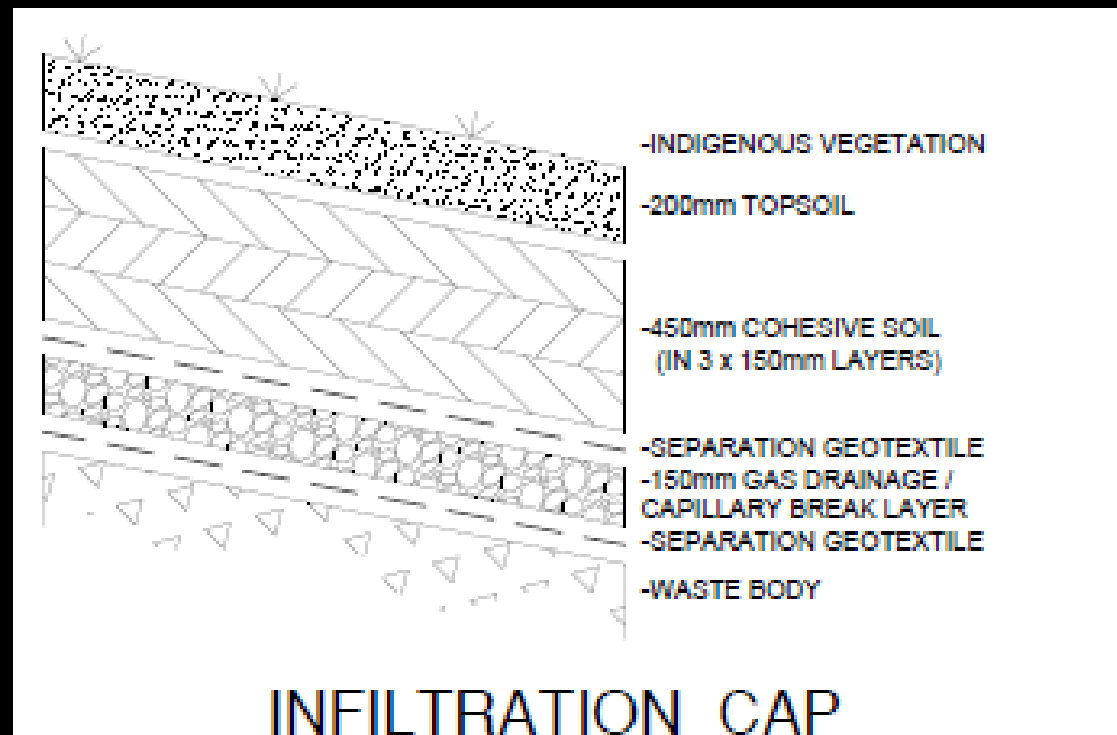 -INDIGENOUS VEGETATION
-200mm TOPSOIL
-450mm COHESIVE SOIL
(IN 3 x 150mm LAYERS)
-SEPARATION GEOTEXTILE
-150mm GAS DRAINAGE /
CAPILLARY BREAK LAYER
-SEPARATION GEOTEXTILE
-WASTE BODY
INFILTRATION CAP